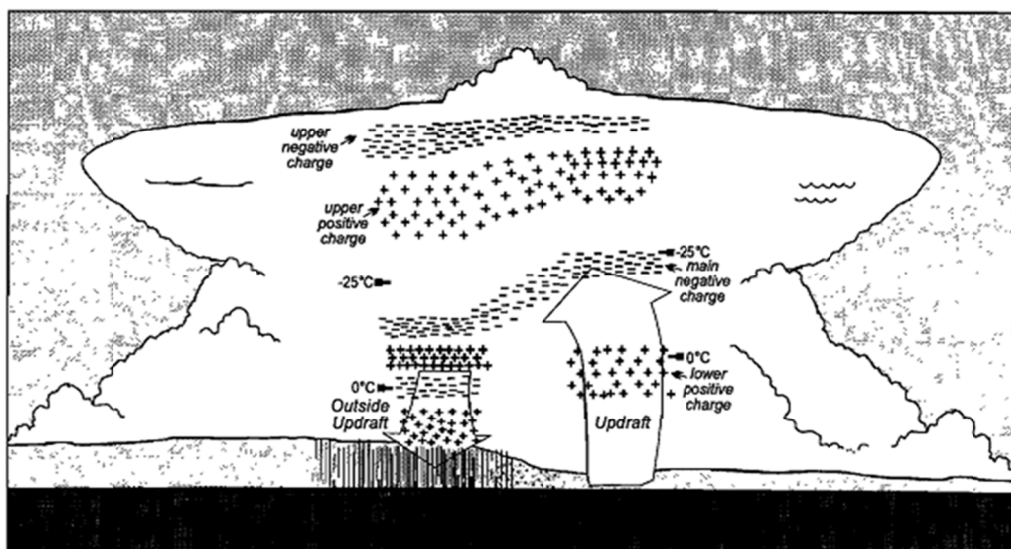 upper
negative
charge
upper
positive
charge
-25°C
-25°C
main
negative
charge
0°C
lower
positive
charge
0°C
Outside
Updraft
Updraft